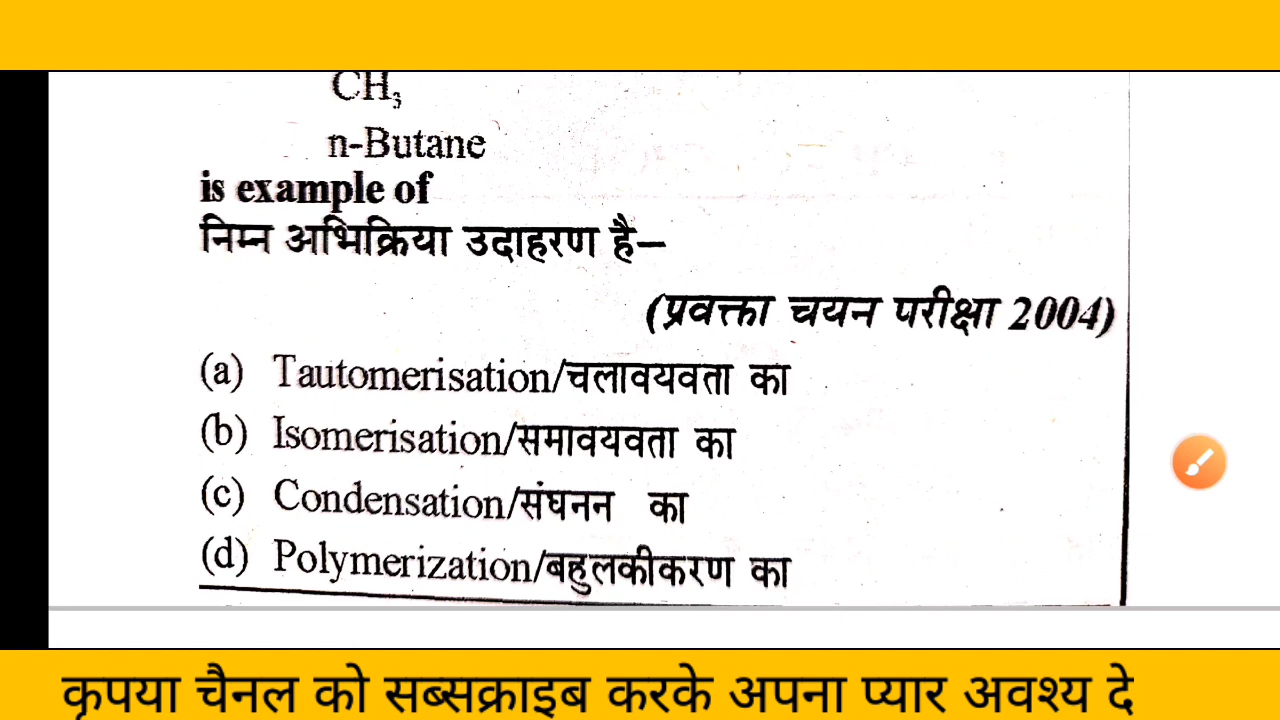 CH₃
n-Butane
is example of
निम्न अभिक्रिया उदाहरण है–
(प्रवक्ता चयन परीक्षा 2004)
(a) Tautomerisation/चलावयवता का
(b) Isomerisation/समावयवता का
(c) Condensation/संघनन का
(d) Polymerization/बहुलकीकरण का
कृपया चैनल को सब्सक्राइब करके अपना प्यार अवश्य दे